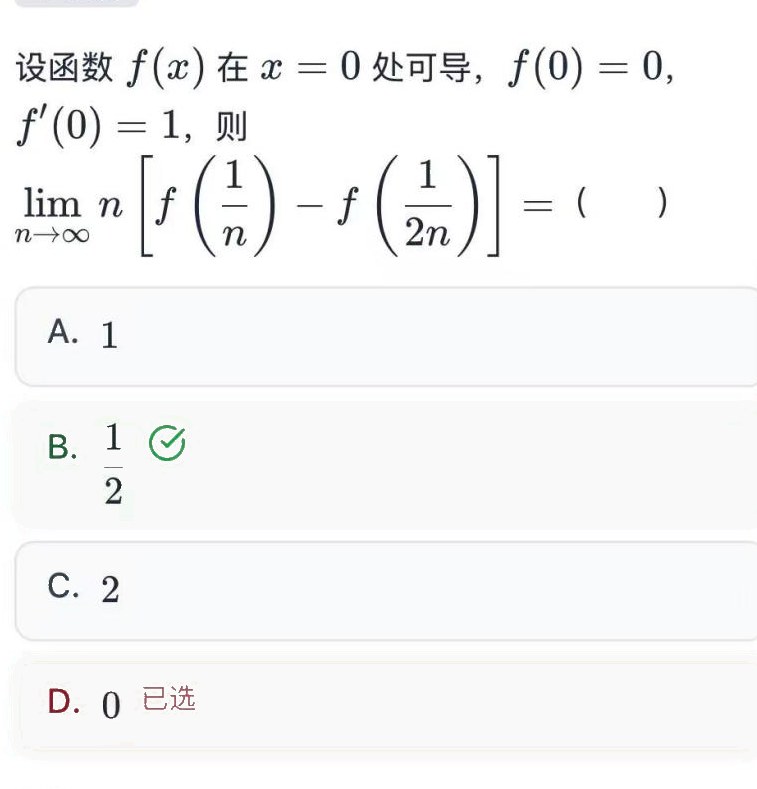 设函数 f(x) 在 x = 0 处可导，f(0) = 0,
f′(0) = 1，则
lim n→∞ n [f(1/n) − f(1/2n)] = (  )
A. 1
B. 1/2
C. 2
D. 0 已选